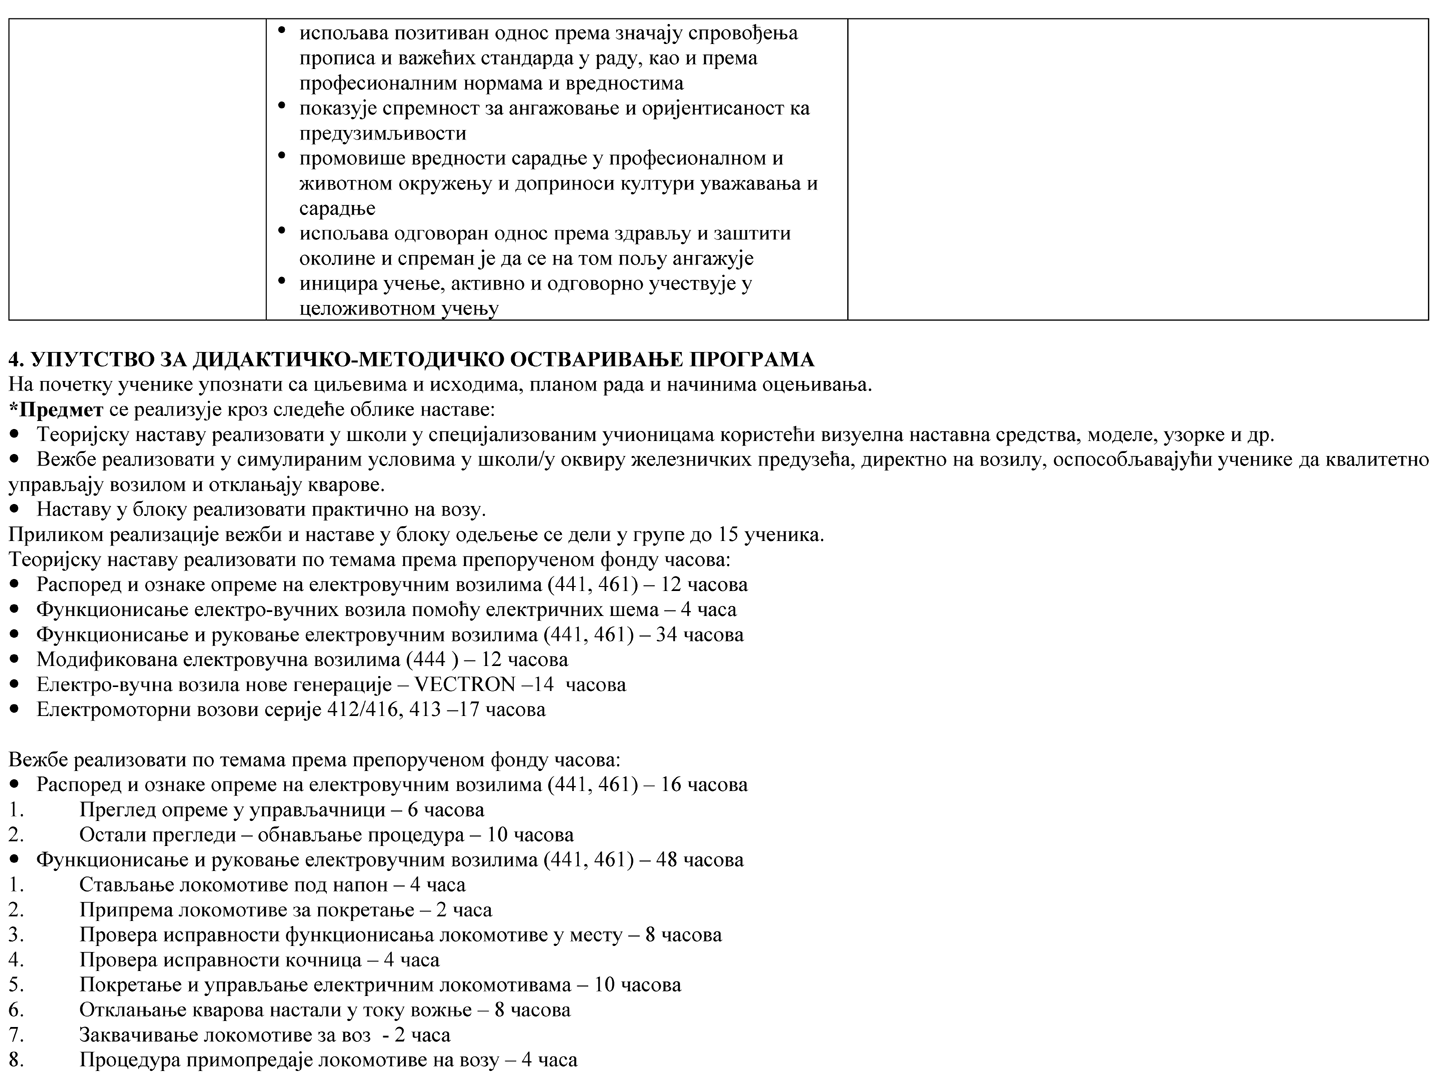 • испољава позитиван однос према значају спровођења
прописа и важећих стандарда у раду, као и према
професионалним нормама и вредностима
• показује спремност за ангажовање и оријентисаност ка
предузимљивости
• промовише вредности сарадње у професионалном и
животном окружењу и доприноси култури уважавања и
сарадње
• испољава одговоран однос према здрављу и заштити
околине и спреман је да се на том пољу ангажује
• иницира учење, активно и одговорно учествује у
целоживотном учењу
4. УПУТСТВО ЗА ДИДАКТИЧКО-МЕТОДИЧКО ОСТВАРИВАЊЕ ПРОГРАМА
На почетку ученике упознати са циљевима и исходима, планом рада и начинима оцењивања.
*Предмет се реализује кроз следеће облике наставе:
• Теоријску наставу реализовати у школи у специјализованим учионицама користећи визуелна наставна средства, моделе, узорке и др.
• Вежбе реализовати у симулираним условима у школи/у оквиру железничких предузећа, директно на возилу, оспособљавајући ученике да квалитетно
управљају возилом и отклањају кварове.
• Наставу у блоку реализовати практично на возу.
Приликом реализације вежби и наставе у блоку одељење се дели у групе до 15 ученика.
Теоријску наставу реализовати по темама према препорученом фонду часова:
• Распоред и ознаке опреме на електровучним возилима (441, 461) – 12 часова
• Функционисање електро-вучних возила помоћу електричних шема – 4 часа
• Функционисање и руковање електровучним возилима (441, 461) – 34 часова
• Модификована електровучна возилима (444 ) – 12 часова
• Електро-вучна возила нове генерације – VECTRON –14  часова
• Електромоторни возови серије 412/416, 413 –17 часова
Вежбе реализовати по темама према препорученом фонду часова:
• Распоред и ознаке опреме на електровучним возилима (441, 461) – 16 часова
1. Преглед опреме у управљачници – 6 часова
2. Остали прегледи – обнављање процедура – 10 часова
• Функционисање и руковање електровучним возилима (441, 461) – 48 часова
1. Стављање локомотиве под напон – 4 часа
2. Припрема локомотиве за покретање – 2 часа
3. Провера исправности функционисања локомотиве у месту – 8 часова
4. Провера исправности кочница – 4 часа
5. Покретање и управљање електричним локомотивама – 10 часова
6. Отклањање кварова настали у току вожње – 8 часова
7. Заквачивање локомотиве за воз  - 2 часа
8. Процедура примопредаје локомотиве на возу – 4 часа